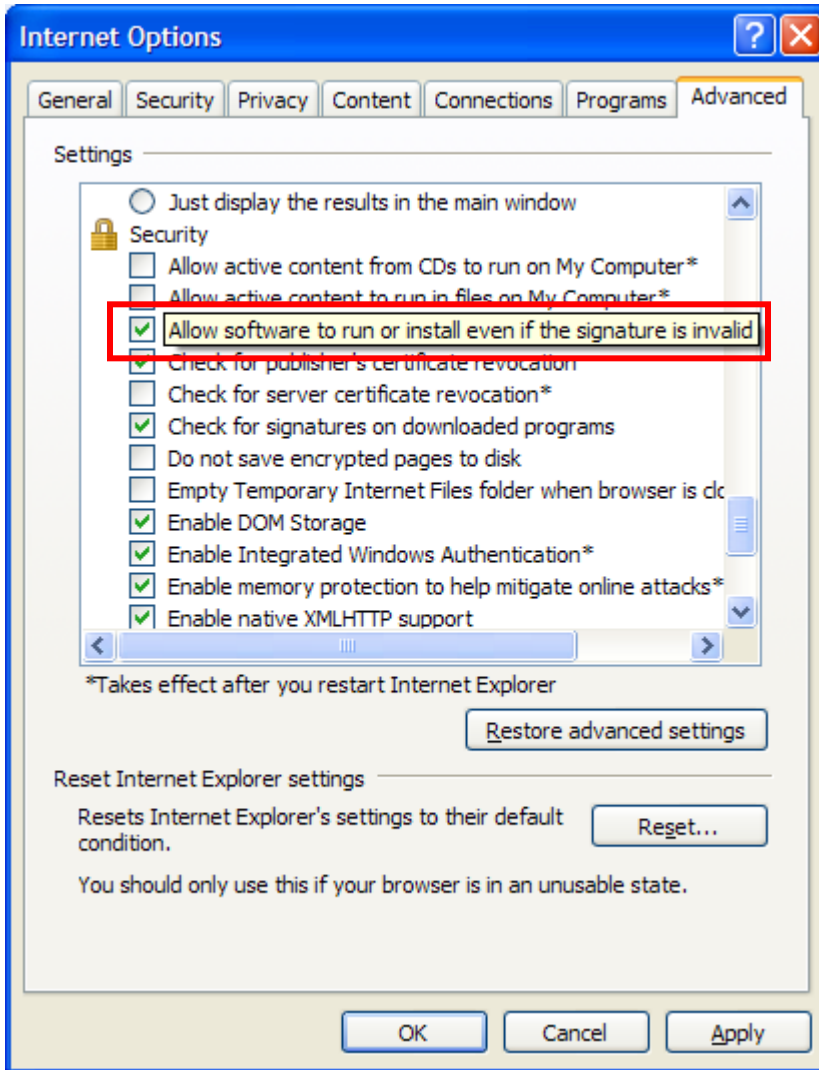 Internet Options
General Security Privacy Content Connections Programs Advanced
Settings
Just display the results in the main window
Security
Allow active content from CDs to run on My Computer*
Allow active content to run in files on My Computer*
Allow software to run or install even if the signature is invalid
Check for publisher's certificate revocation
Check for server certificate revocation*
Check for signatures on downloaded programs
Do not save encrypted pages to disk
Empty Temporary Internet Files folder when browser is clo
Enable DOM Storage
Enable Integrated Windows Authentication*
Enable memory protection to help mitigate online attacks*
Enable native XMLHTTP support
*Takes effect after you restart Internet Explorer
Restore advanced settings
Reset Internet Explorer settings
Resets Internet Explorer's settings to their default
condition.
Reset...
You should only use this if your browser is in an unusable state.
OK Cancel Apply